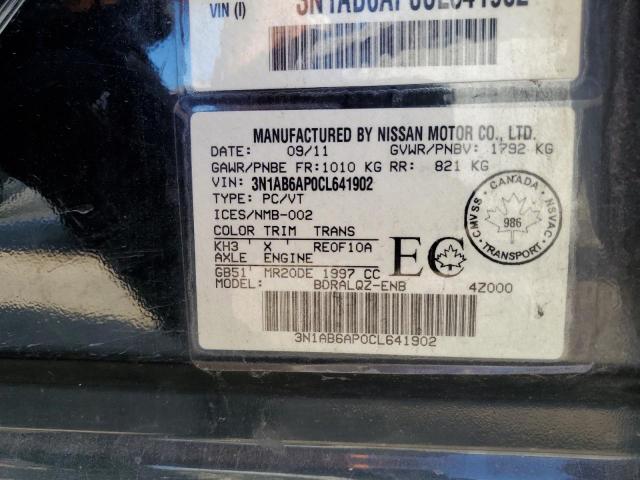 VIN (I) 3N1AB6AP0CL641902
MANUFACTURED BY NISSAN MOTOR CO., LTD.
DATE: 09/11 GVWR/PNBV: 1792 KG
GAWR/PNBE FR:1010 KG RR: 821 KG
VIN: 3N1AB6AP0CL641902
TYPE: PC/VT
ICES/NMB-002
COLOR TRIM TRANS
KH3 X RE0F10A
AXLE ENGINE
GB51 MR20DE 1997 CC
MODEL: BDRALQZ-ENB 4Z000
EC
CANADA
CMVSS NSVAC
986
TRANSPORT
3N1AB6AP0CL641902